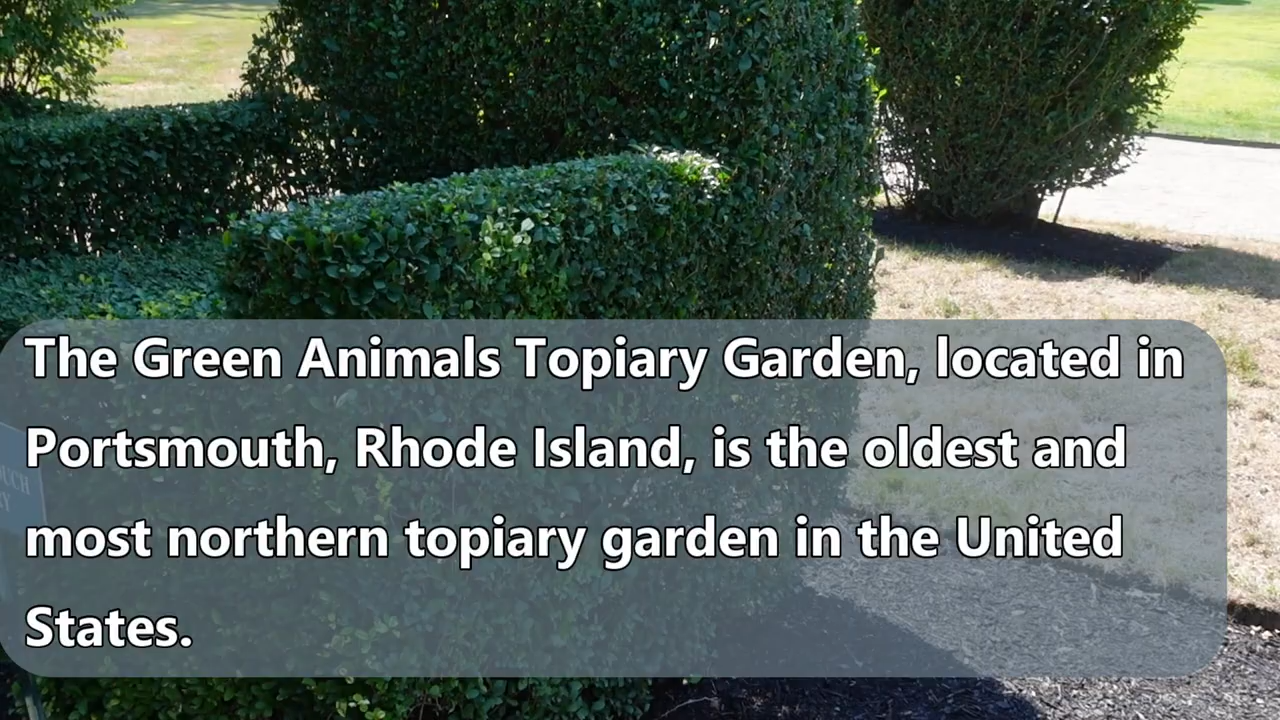 The Green Animals Topiary Garden, located in
Portsmouth, Rhode Island, is the oldest and
most northern topiary garden in the United
States.